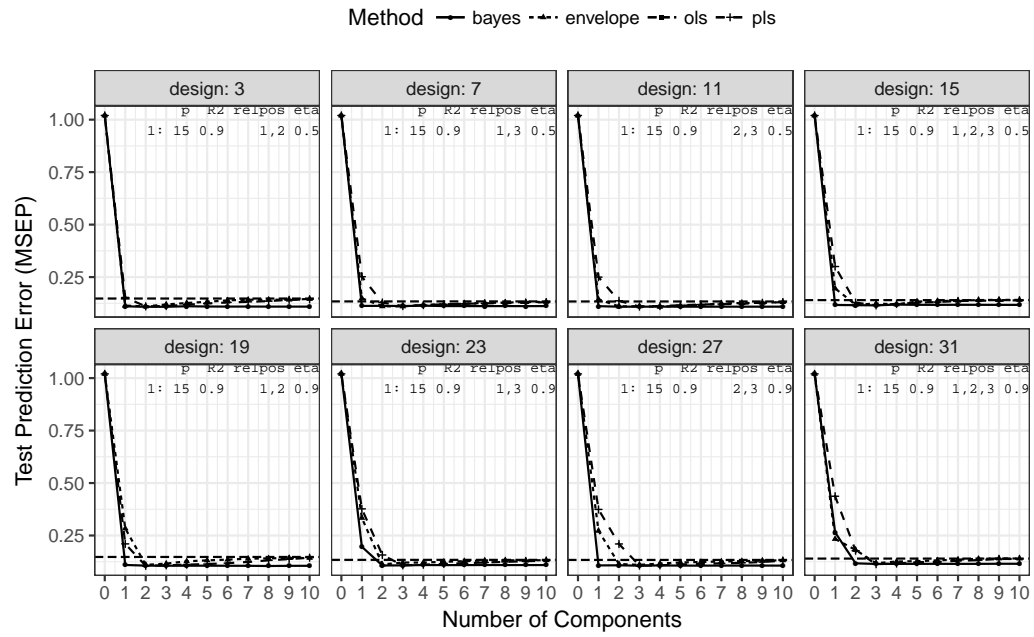 Method bayes envelope ols pls
design: 3 design: 7 design: 11 design: 15
p R2 relpos eta p R2 relpos eta p R2 relpos eta p R2 relpos eta
1: 15 0.9 1,2 0.5 1: 15 0.9 1,3 0.5 1: 15 0.9 2,3 0.5 1: 15 0.9 1,2,3 0.5
1.00
0.75
0.50
0.25
design: 19 design: 23 design: 27 design: 31
p R2 relpos eta p R2 relpos eta p R2 relpos eta p R2 relpos eta
1: 15 0.9 1,2 0.9 1: 15 0.9 1,3 0.9 1: 15 0.9 2,3 0.9 1: 15 0.9 1,2,3 0.9
1.00
0.75
0.50
0.25
Test Prediction Error (MSEP)
0 1 2 3 4 5 6 7 8 9 10 0 1 2 3 4 5 6 7 8 9 10 0 1 2 3 4 5 6 7 8 9 10 0 1 2 3 4 5 6 7 8 9 10
Number of Components